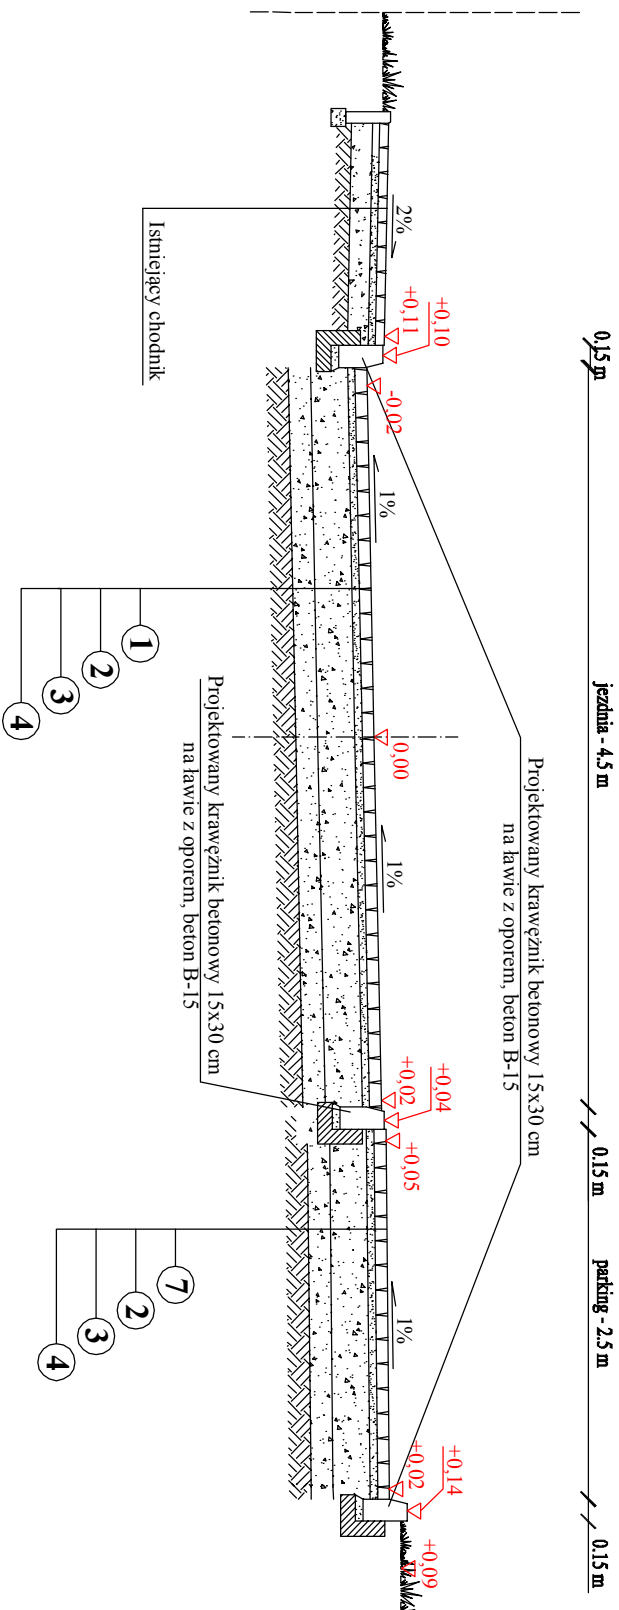 0.15 m
jezdnia - 4.5 m
0.15 m
parking - 2.5 m
0.15 m
Projektowany krawężnik betonowy 15x30 cm
na ławie z oporem, beton B-15
+0,10
+0,11
-0,02
0,00
+0,04
+0,02
+0,05
+0,14
+0,02
+0,09
2%
1%
1%
1%
Istniejący chodnik
Projektowany krawężnik betonowy 15x30 cm
na ławie z oporem, beton B-15
1
2
3
4
7
2
3
4